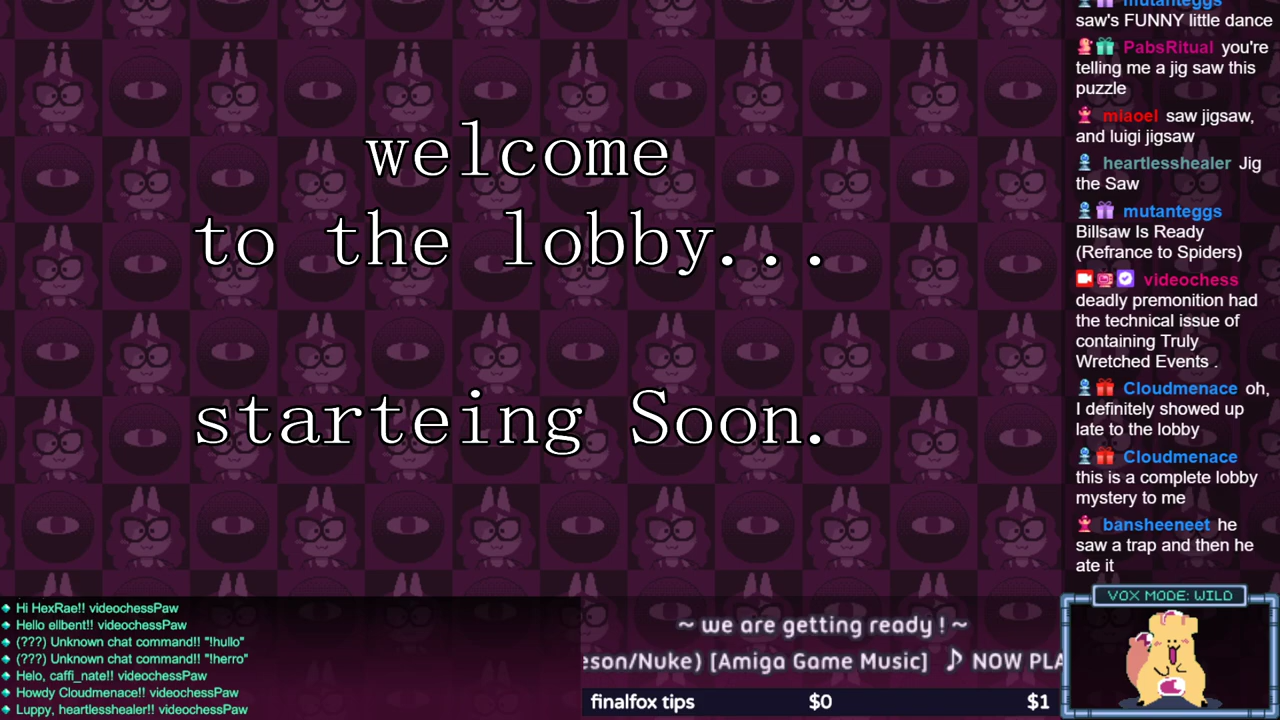 welcome
to the lobby...
starteing Soon.
mutanteggs
saw's FUNNY little dance
PabsRitual you're
telling me a jig saw this
puzzle
miaoel saw jigsaw,
and luigi jigsaw
heartlesshealer Jig
the Saw
mutanteggs
Billsaw Is Ready
(Refrance to Spiders)
videochess
deadly premonition had
the technical issue of
containing Truly
Wretched Events .
Cloudmenace oh,
I definitely showed up
late to the lobby
Cloudmenace
this is a complete lobby
mystery to me
bansheeneet he
saw a trap and then he
ate it
Hi HexRae!! videochessPaw
Hello ellbent!! videochessPaw
(???) Unknown chat command!! "!hullo"
(???) Unknown chat command!! "!herro"
Helo, caffi_nate!! videochessPaw
Howdy Cloudmenace!! videochessPaw
Luppy, heartlesshealer!! videochessPaw
~ we are getting ready ! ~
eson/Nuke) [Amiga Game Music] ♪ NOW PLA
finalfox tips $0 $1
VOX MODE: WILD